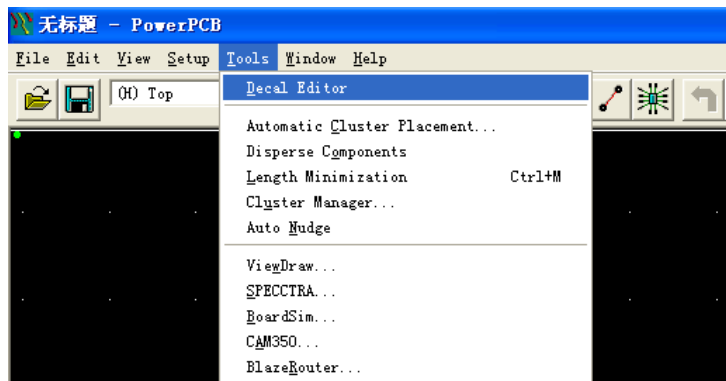 无标题 - PowerPCB
File Edit View Setup Tools Window Help
(H) Top
Decal Editor
Automatic Cluster Placement...
Disperse Components
Length Minimization Ctrl+M
Cluster Manager...
Auto Nudge
ViewDraw...
SPECCTRA...
BoardSim...
CAM350...
BlazeRouter...